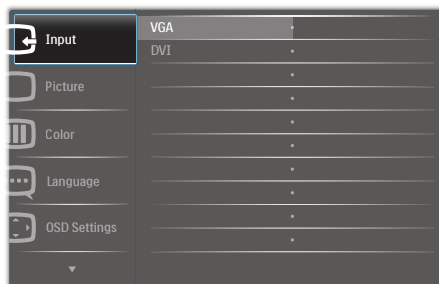 Input
VGA
DVI
Picture
Color
Language
OSD Settings